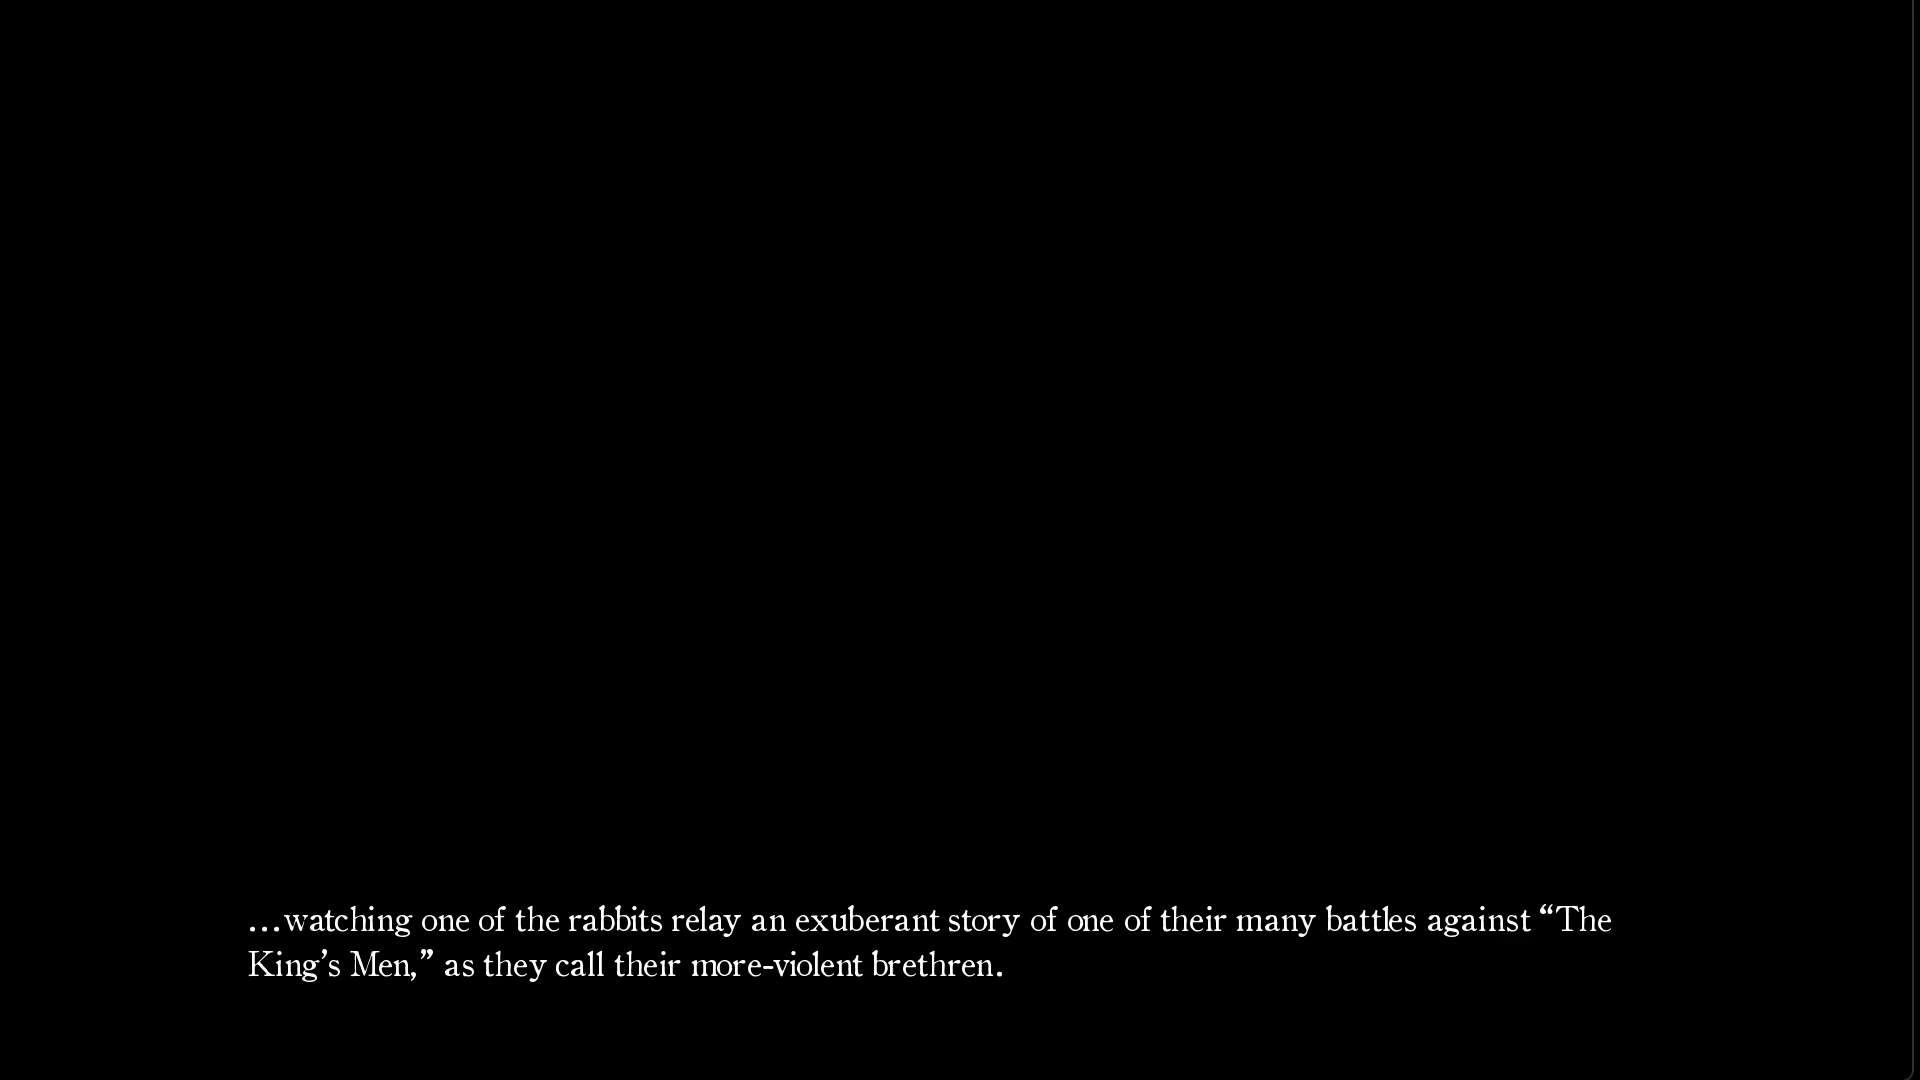 …watching one of the rabbits relay an exuberant story of one of their many battles against “The
King’s Men,” as they call their more-violent brethren.